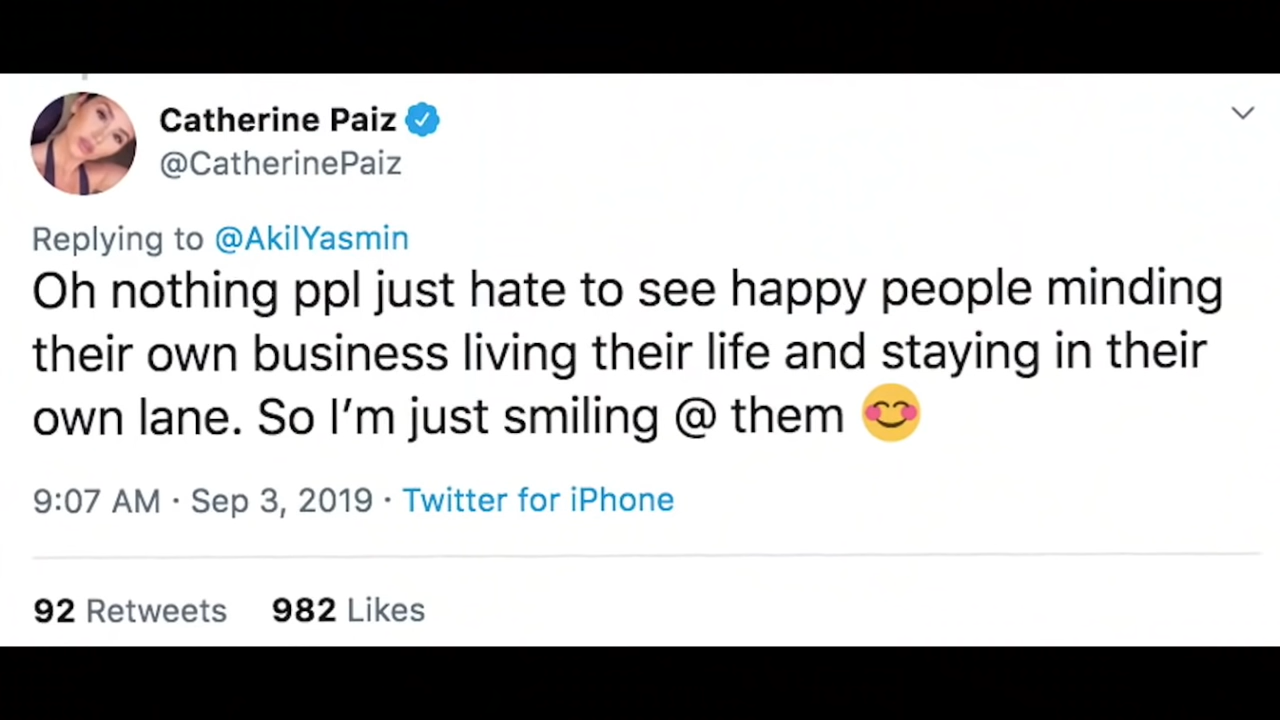 Catherine Paiz
@CatherinePaiz
Replying to @AkilYasmin
Oh nothing ppl just hate to see happy people minding
their own business living their life and staying in their
own lane. So I’m just smiling @ them 😊
9:07 AM · Sep 3, 2019 · Twitter for iPhone
92 Retweets 982 Likes